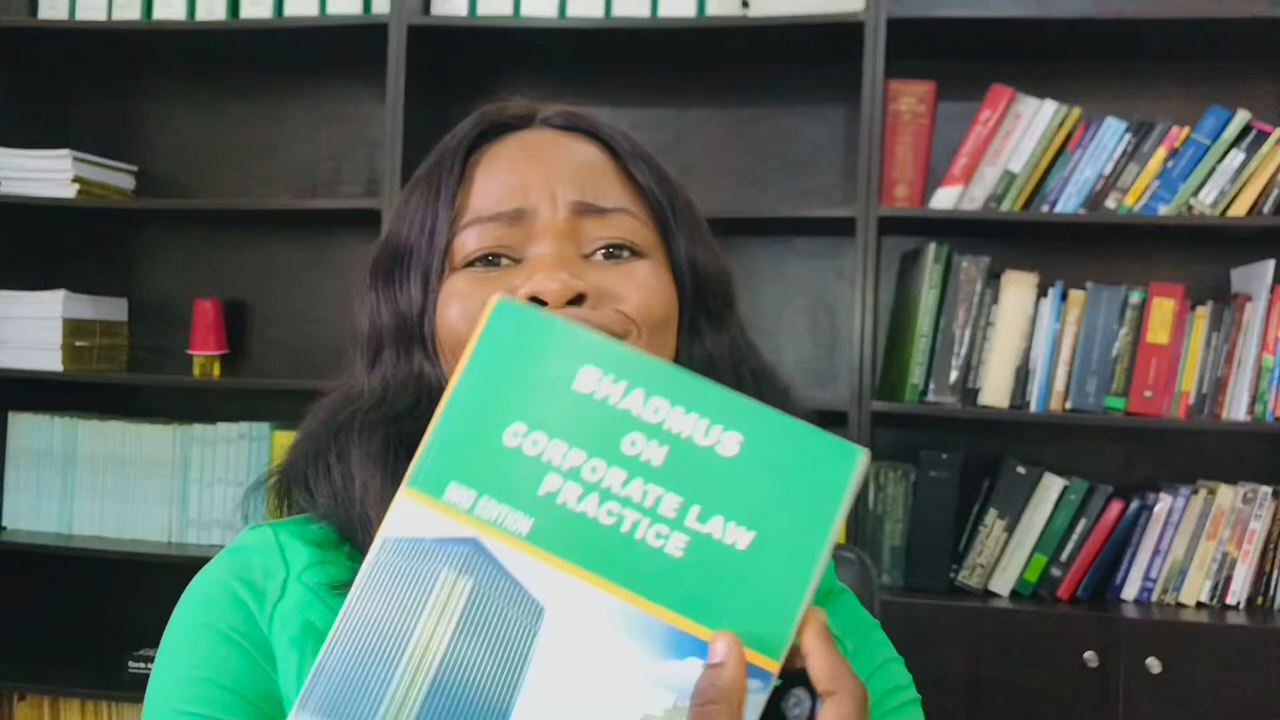 BHADMUS
ON
CORPORATE LAW
PRACTICE
3RD EDITION